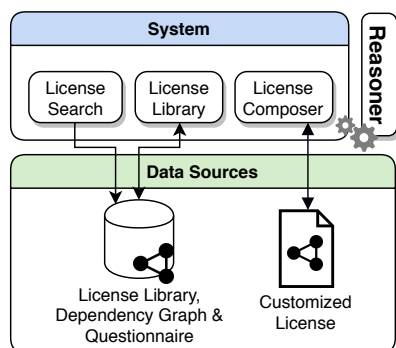 System
Reasoner
License
Search
License
Library
License
Composer
Data Sources
License Library,
Dependency Graph &
Questionnaire
Customized
License